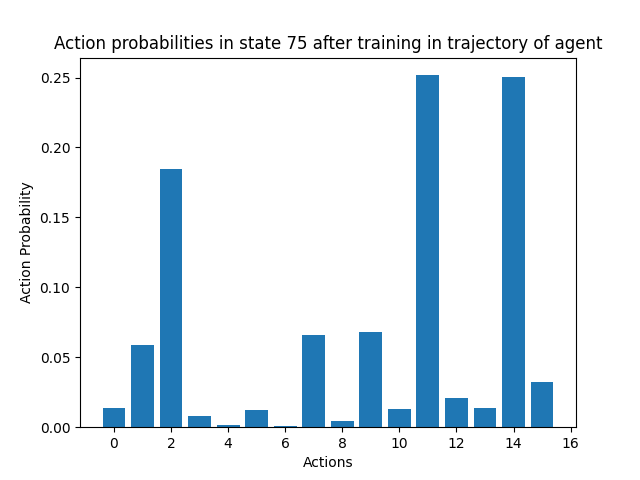 Action probabilities in state 75 after training in trajectory of agent
0.25
0.20
0.15
0.10
0.05
0.00
Action Probability
0 2 4 6 8 10 12 14 16
Actions